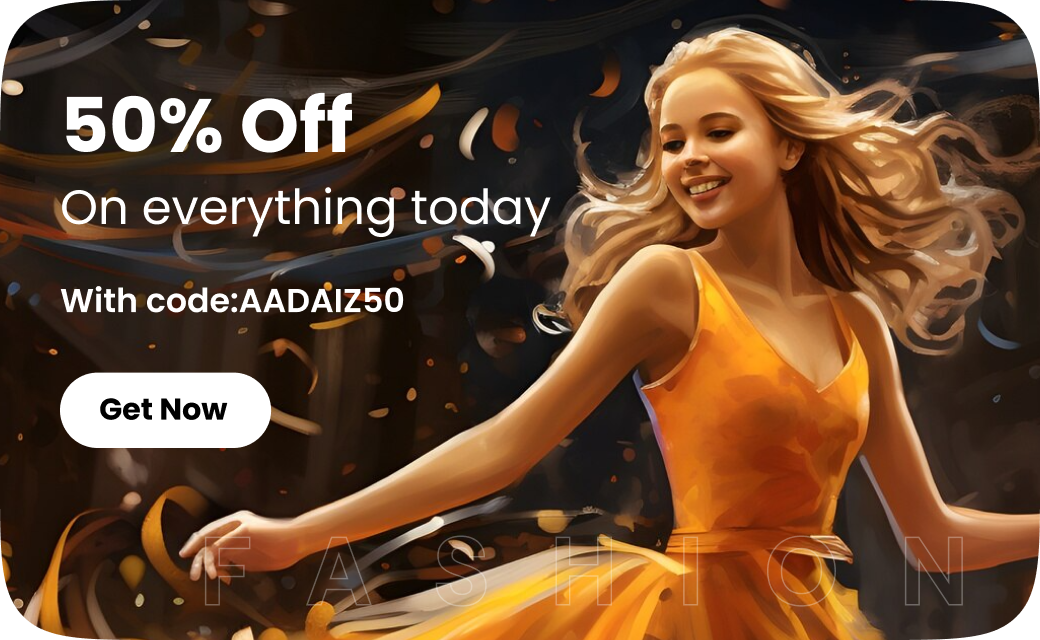 50% Off
On everything today
With code:AADAIZ50
Get Now
FASHION